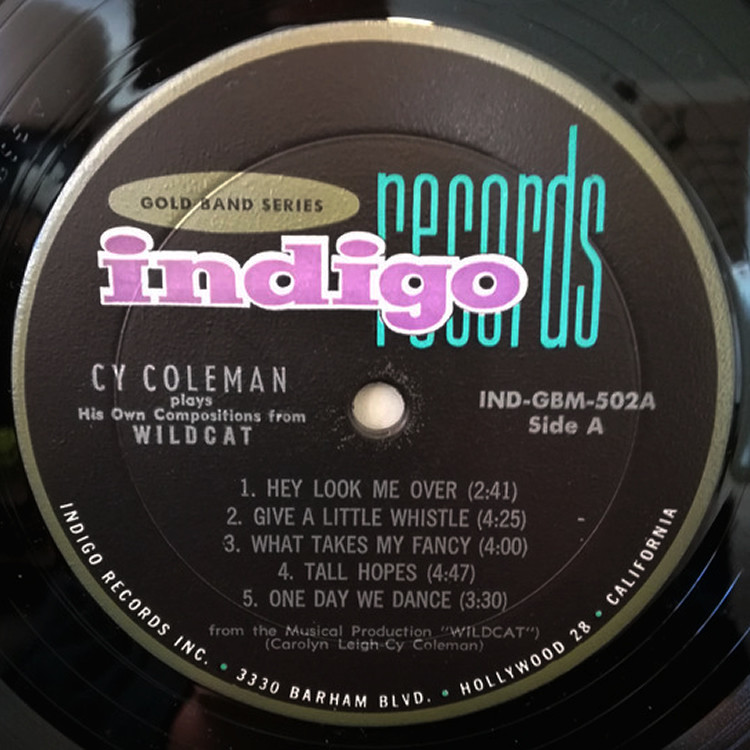 GOLD BAND SERIES
records
indigo
CY COLEMAN
plays
His Own Compositions from
WILDCAT
IND-GBM-502A
Side A
1. HEY LOOK ME OVER (2:41)
2. GIVE A LITTLE WHISTLE (4:25)
3. WHAT TAKES MY FANCY (4:00)
4. TALL HOPES (4:47)
5. ONE DAY WE DANCE (3:30)
from the Musical Production "WILDCAT")
(Carolyn Leigh-Cy Coleman)
INDIGO RECORDS INC. • 3330 BARHAM BLVD. • HOLLYWOOD 28 • CALIFORNIA